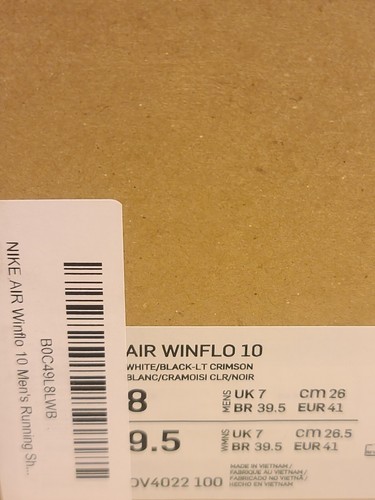 NIKE AIR Winflo 10 Men's Running Sh...
B0C49L8LWB
AIR WINFLO 10
WHITE/BLACK-LT CRIMSON
BLANC/CRAMOISI CLR/NOIR
8 MENS UK 7 CM 26
BR 39.5 EUR 41
9.5 WMNS UK 7 CM 26.5
BR 39.5 EUR 41
DV4022 100
MADE IN VIETNAM /
FABRIQUE AU VIETNAM /
FABRICADO NO VIETNÃ /
HECHO EN VIETNAM